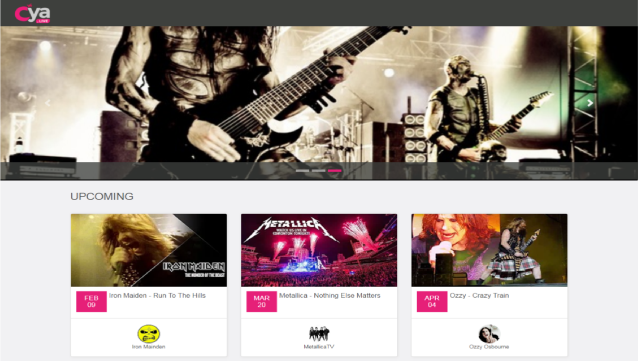 Cya
LIVE
UPCOMING
IRON MAIDEN
THE NUMBER OF THE BEAST
METALLICA
FEB
09
Iron Maiden - Run To The Hills
MAR
20
Metallica - Nothing Else Matters
APR
04
Ozzy - Crazy Train
Iron Mainden
MetallicaTV
Ozzy Osbourne